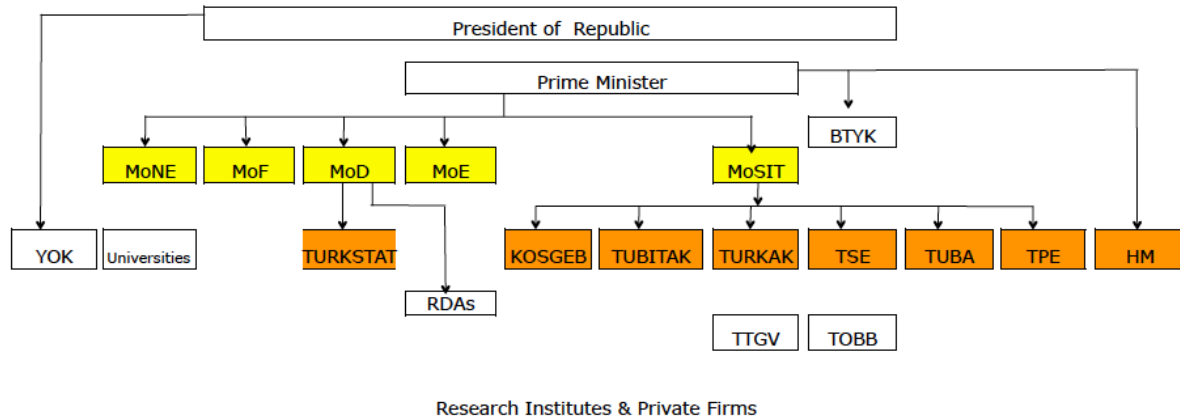 President of Republic
Prime Minister
BTYK
MoNE MoF MoD MoE MoSIT
YOK Universities TURKSTAT KOSGEB TUBITAK TURKAK TSE TUBA TPE HM
RDAs
TTGV TOBB
Research Institutes & Private Firms